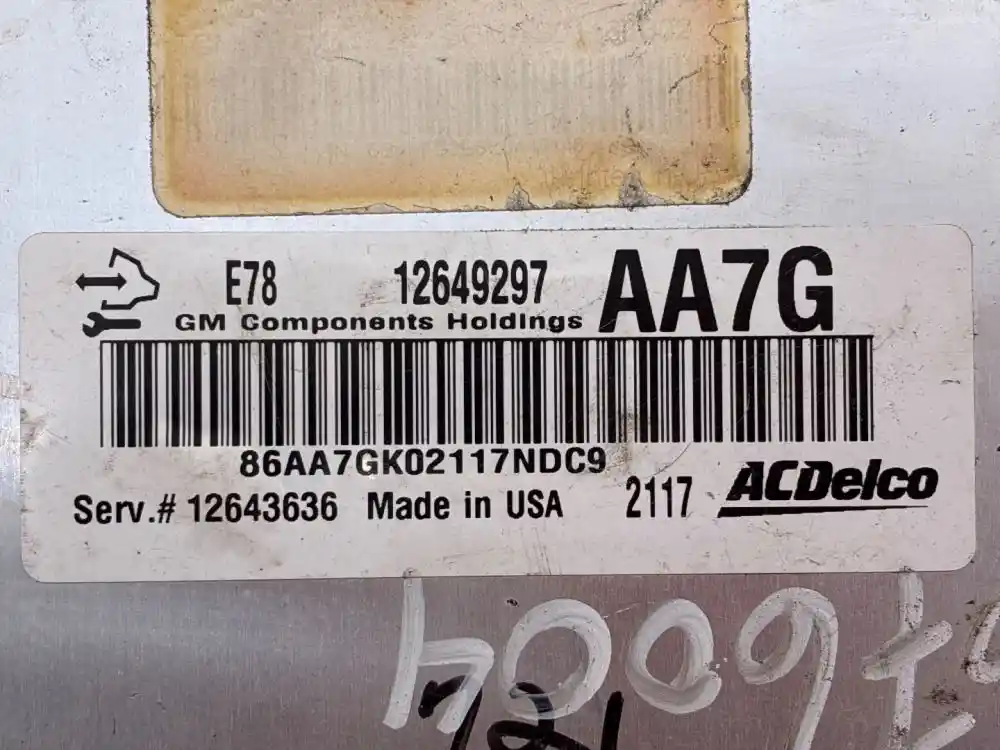 E78 12649297 AA7G
GM Components Holdings
86AA7GK02117NDC9
Serv.# 12643636 Made in USA 2117 ACDelco